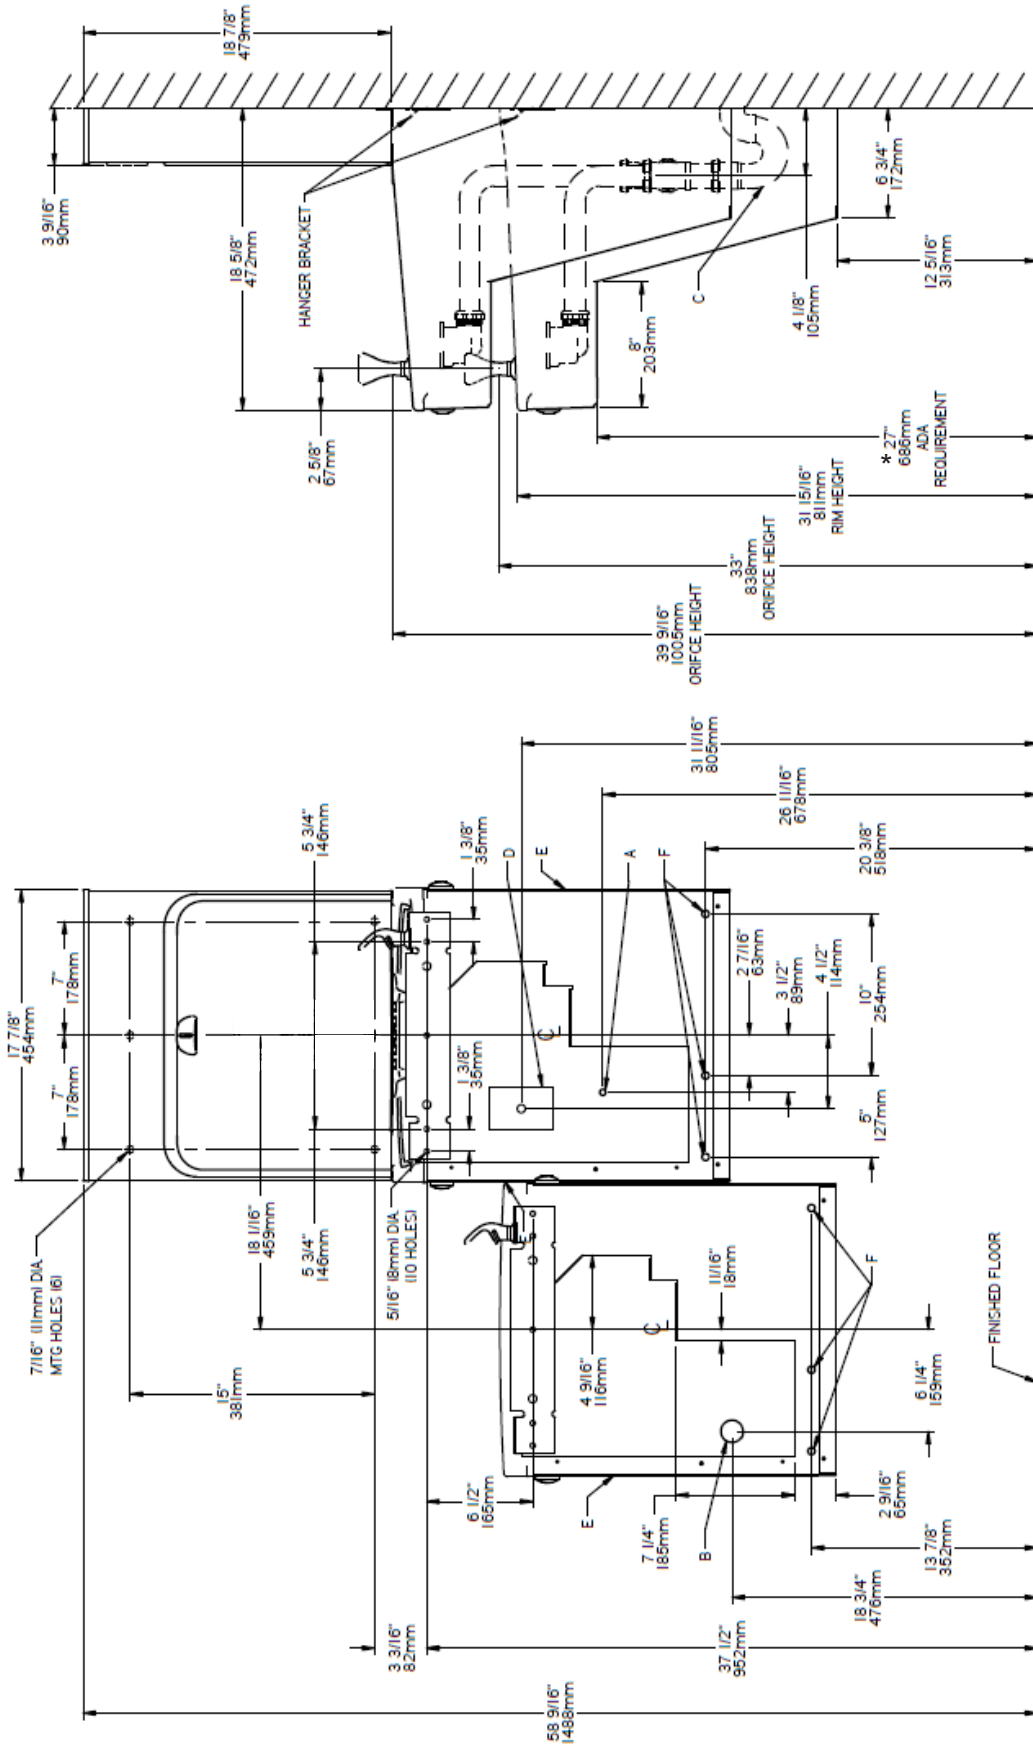 18 7/8"
479mm
3 9/16"
90mm
18 5/8"
472mm
HANGER BRACKET
2 5/8"
67mm
8"
203mm
C
4 1/8"
105mm
6 3/4"
172mm
12 5/16"
313mm
* 27"
686mm
ADA
REQUIREMENT
31 15/16"
811mm
RIM HEIGHT
33"
838mm
ORIFICE HEIGHT
39 9/16"
1005mm
ORIFCE HEIGHT
17 7/8"
454mm
7"
178mm
7"
178mm
7/16" (11mm) DIA.
MTG HOLES (6)
15"
381mm
18 1/16"
459mm
5 3/4"
146mm
5/16" (8mm) DIA.
(10 HOLES)
5 3/4"
146mm
1 3/8"
35mm
1 3/8"
35mm
D
E
A
F
31 11/16"
805mm
26 11/16"
678mm
20 3/8"
518mm
2 7/16"
63mm
3 1/2"
89mm
4 1/2"
114mm
10"
254mm
5"
127mm
CL
E
4 9/16"
116mm
CL
11/16"
18mm
F
6 1/2"
165mm
E
7 1/4"
185mm
B
6 1/4"
159mm
2 9/16"
65mm
13 7/8"
352mm
18 3/4"
476mm
3 3/16"
82mm
37 1/2"
952mm
58 9/16"
1488mm
FINISHED FLOOR